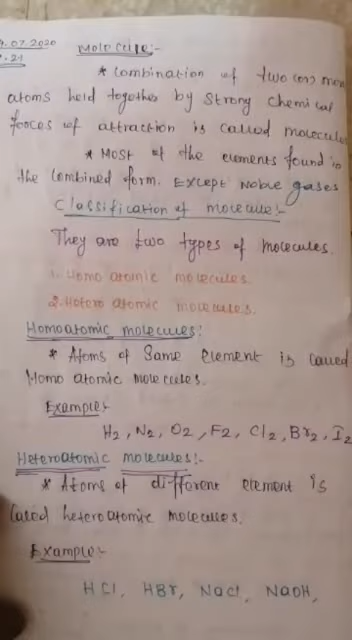 .07.2020
Molecule:-
* Combination of two (or) more
atoms held together by strong chemical
forces of attraction is called molecule
* Most of the elements found in
the combined form. Except Noble gases
Classification of molecule:-
They are two types of molecules.
1. Homo atomic molecules.
2. Hetero atomic molecules.
Homoatomic molecules:
* Atoms of same element is called
Homo atomic molecules.
Example:-
H2, N2, O2, F2, Cl2, Br2, I2
Heteroatomic molecules:-
* Atoms of different element is
called heteroatomic molecules.
Example:-
HCl, HBr, NaCl, NaOH,